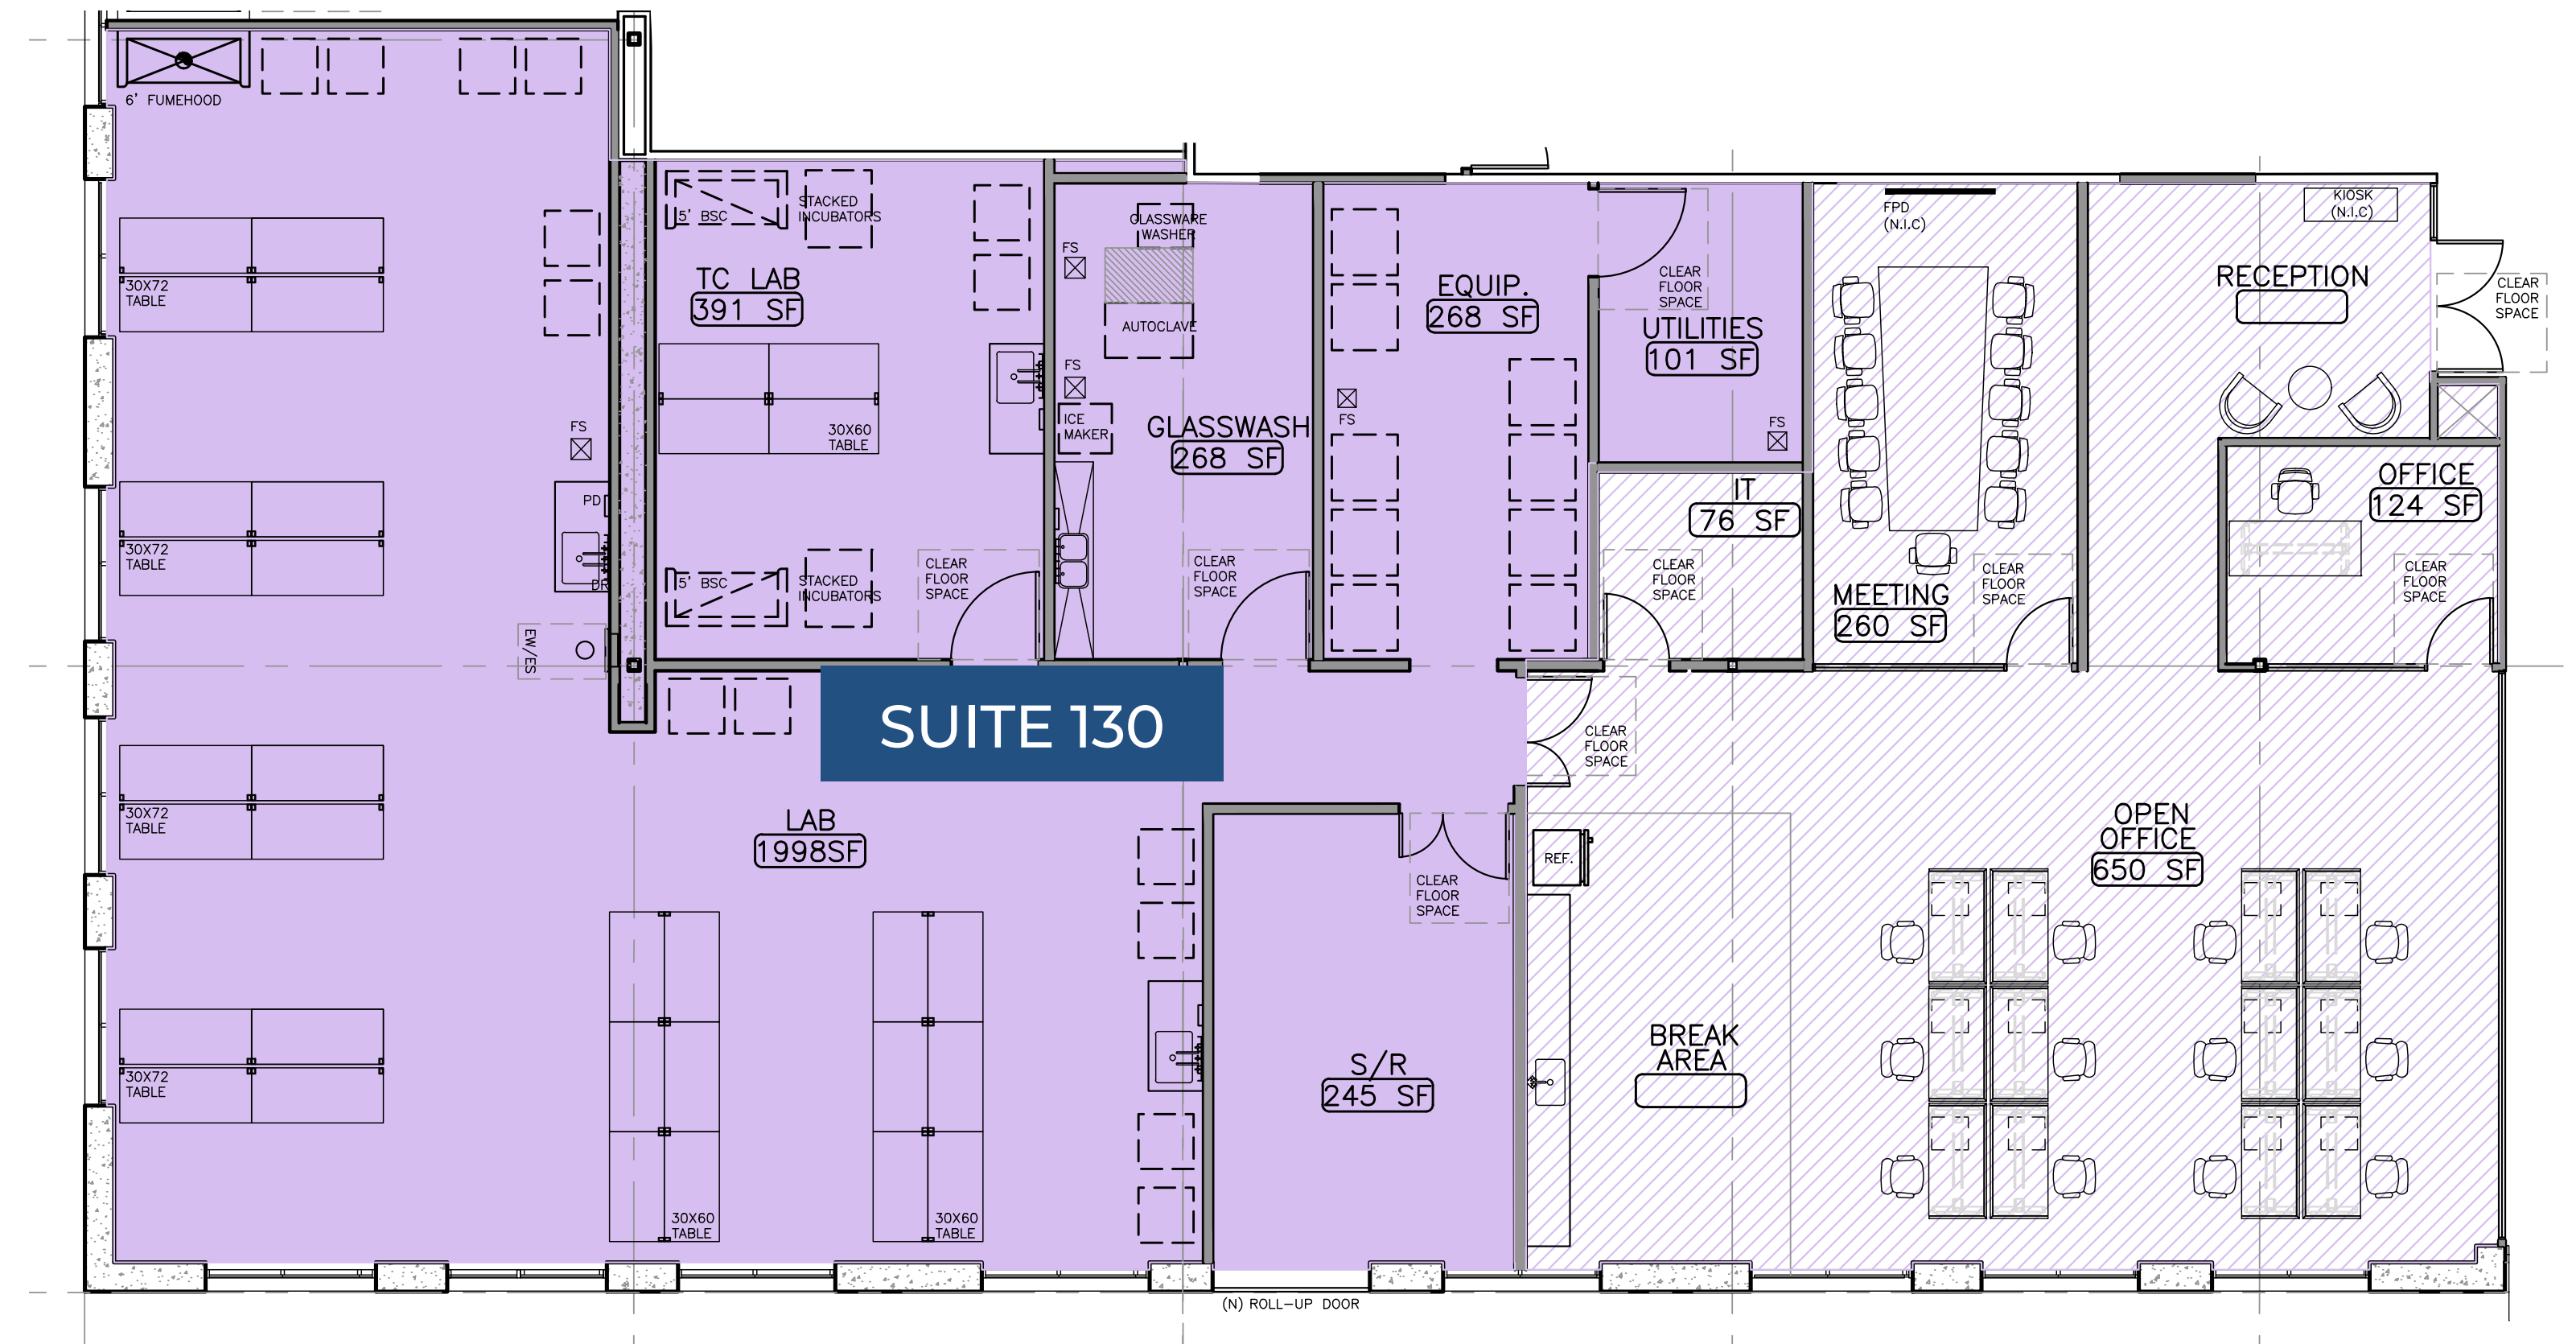 6' FUMEHOOD
30X72
TABLE
FS
PD
30X72
TABLE
DR
EW/ES
30X72
TABLE
30X72
TABLE
5' BSC
STACKED
INCUBATORS
TC LAB
391 SF
30X60
TABLE
5' BSC
STACKED
INCUBATORS
CLEAR
FLOOR
SPACE
GLASSWARE
WASHER
FS
AUTOCLAVE
FS
ICE
MAKER
GLASSWASH
268 SF
CLEAR
FLOOR
SPACE
EQUIP.
268 SF
FS
CLEAR
FLOOR
SPACE
UTILITIES
101 SF
FS
IT
76 SF
CLEAR
FLOOR
SPACE
FPD
(N.I.C)
MEETING
260 SF
CLEAR
FLOOR
SPACE
KIOSK
(N.I.C)
RECEPTION
CLEAR
FLOOR
SPACE
OFFICE
124 SF
CLEAR
FLOOR
SPACE
SUITE 130
CLEAR
FLOOR
SPACE
LAB
1998SF
30X60
TABLE
30X60
TABLE
CLEAR
FLOOR
SPACE
S/R
245 SF
REF.
BREAK
AREA
OPEN
OFFICE
650 SF
(N) ROLL-UP DOOR